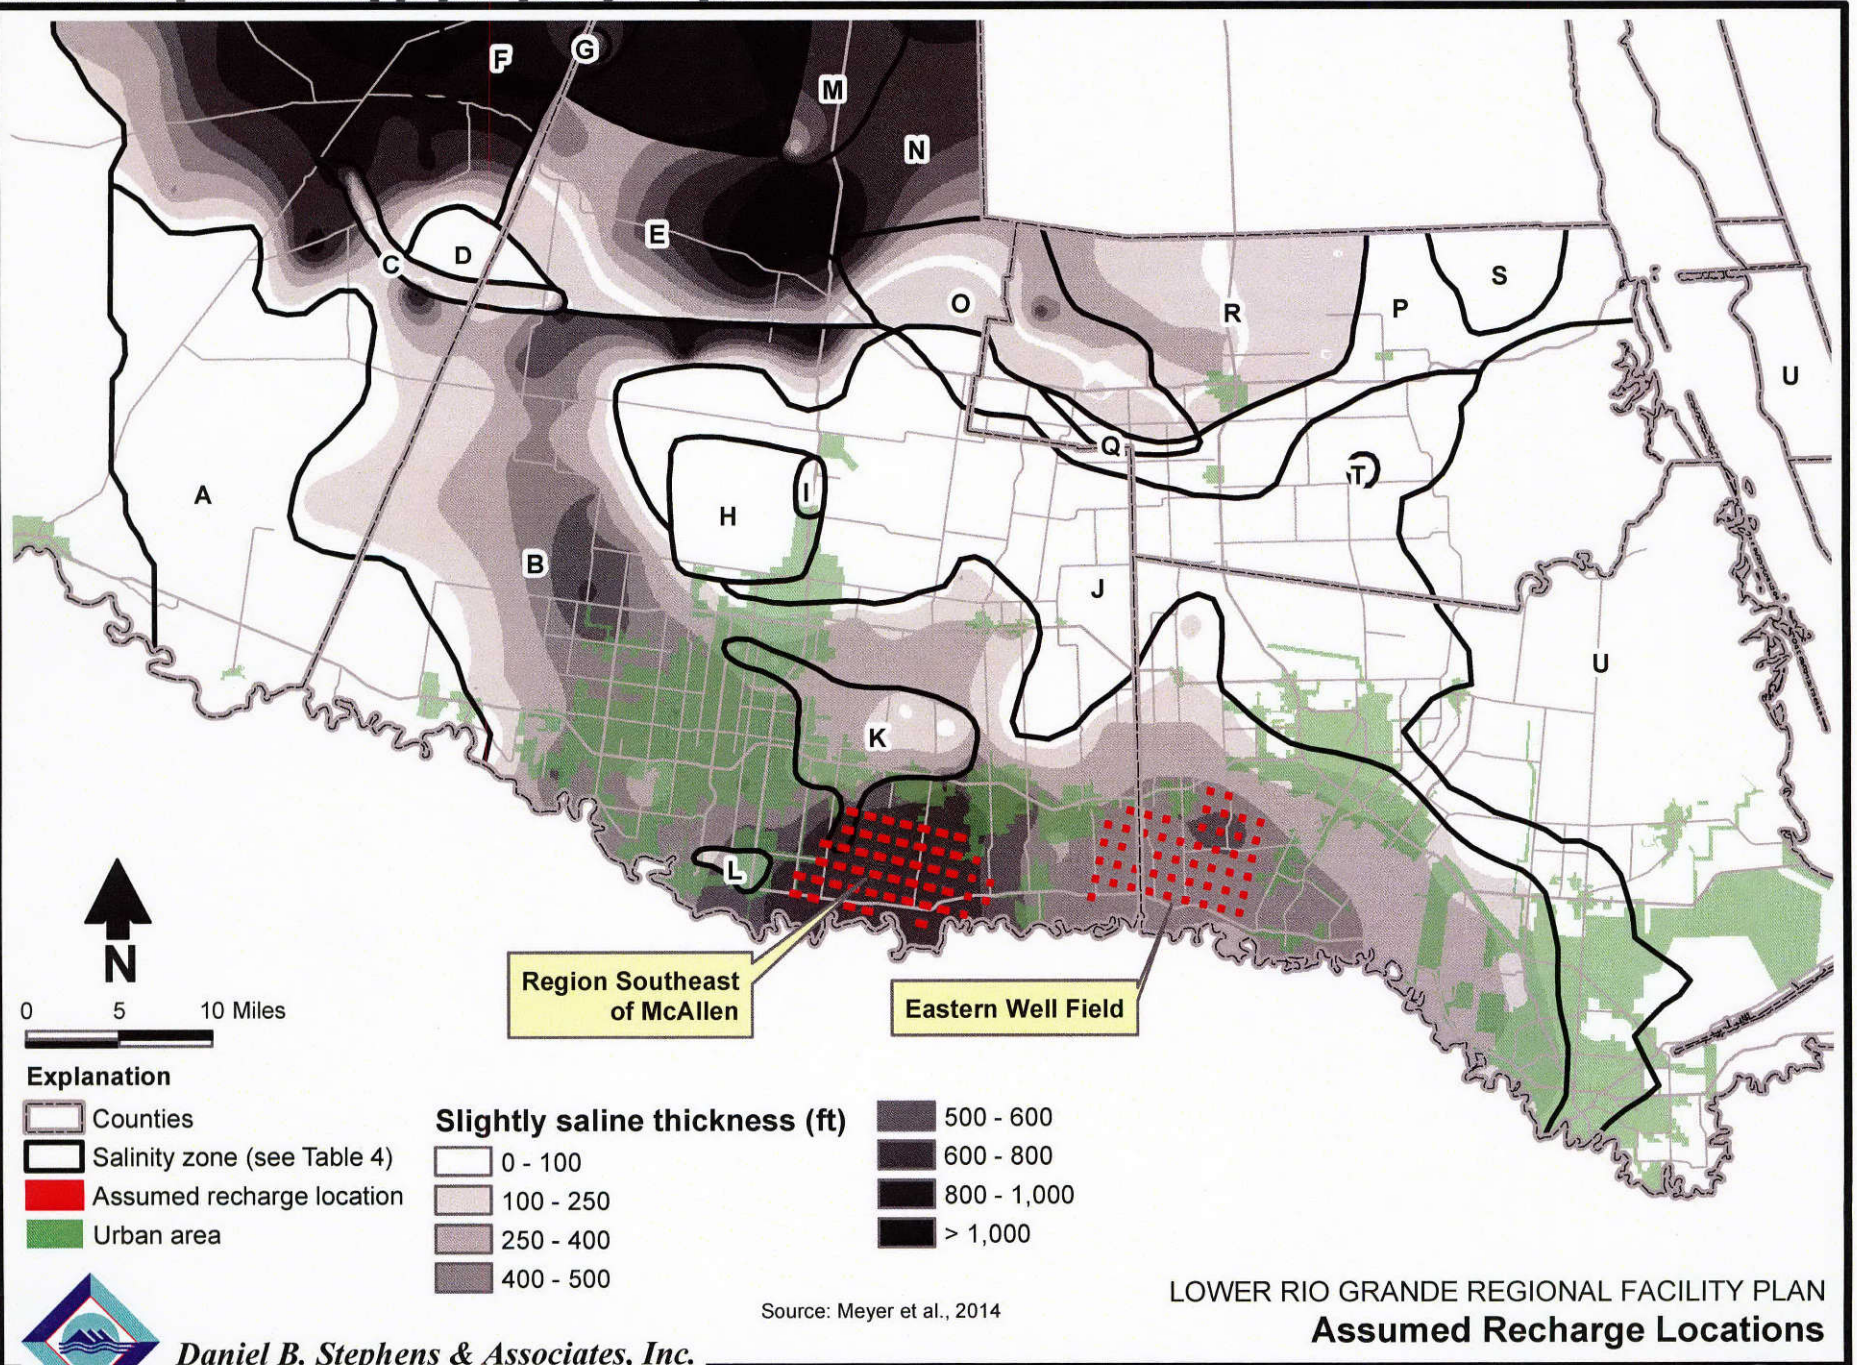 F
G
M
N
E
D
C
O
S
P
R
U
A
H
I
Q
T
B
J
U
K
L
N
Region Southeast
of McAllen
Eastern Well Field
0 5 10 Miles
Explanation
Counties
Salinity zone (see Table 4)
Assumed recharge location
Urban area
Slightly saline thickness (ft)
0 - 100
100 - 250
250 - 400
400 - 500
500 - 600
600 - 800
800 - 1,000
> 1,000
Source: Meyer et al., 2014
LOWER RIO GRANDE REGIONAL FACILITY PLAN
Assumed Recharge Locations
Daniel B. Stephens & Associates, Inc.